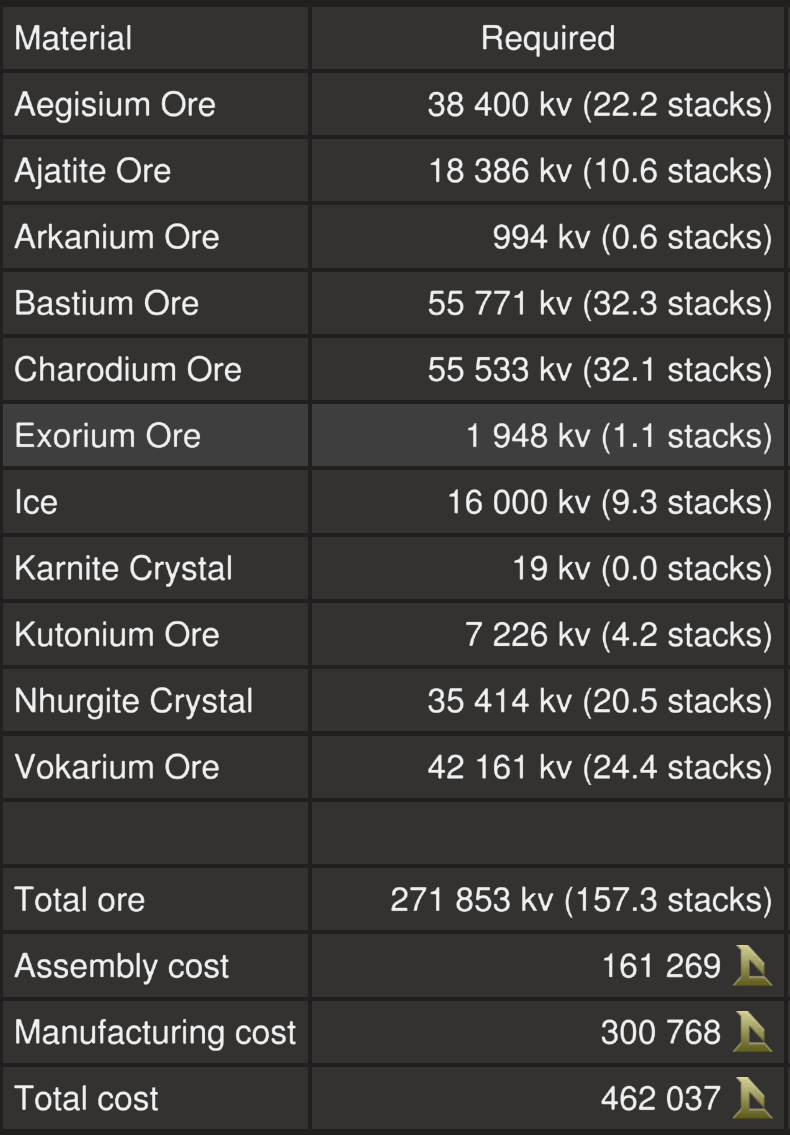 Material Required
Aegisium Ore 38 400 kv (22.2 stacks)
Ajatite Ore 18 386 kv (10.6 stacks)
Arkanium Ore 994 kv (0.6 stacks)
Bastium Ore 55 771 kv (32.3 stacks)
Charodium Ore 55 533 kv (32.1 stacks)
Exorium Ore 1 948 kv (1.1 stacks)
Ice 16 000 kv (9.3 stacks)
Karnite Crystal 19 kv (0.0 stacks)
Kutonium Ore 7 226 kv (4.2 stacks)
Nhurgite Crystal 35 414 kv (20.5 stacks)
Vokarium Ore 42 161 kv (24.4 stacks)
Total ore 271 853 kv (157.3 stacks)
Assembly cost 161 269
Manufacturing cost 300 768
Total cost 462 037